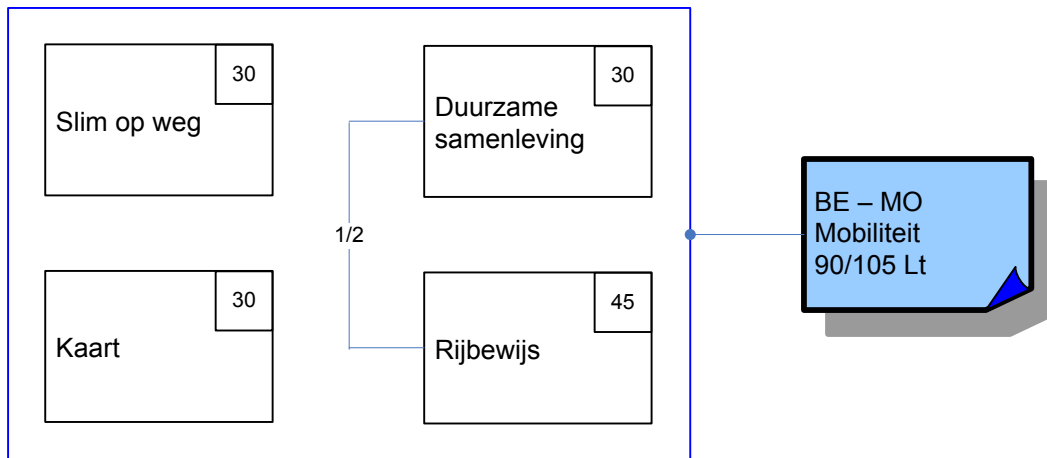 30
Slim op weg
30
Duurzame
samenleving
1/2
30
Kaart
45
Rijbewijs
BE – MO
Mobiliteit
90/105 Lt